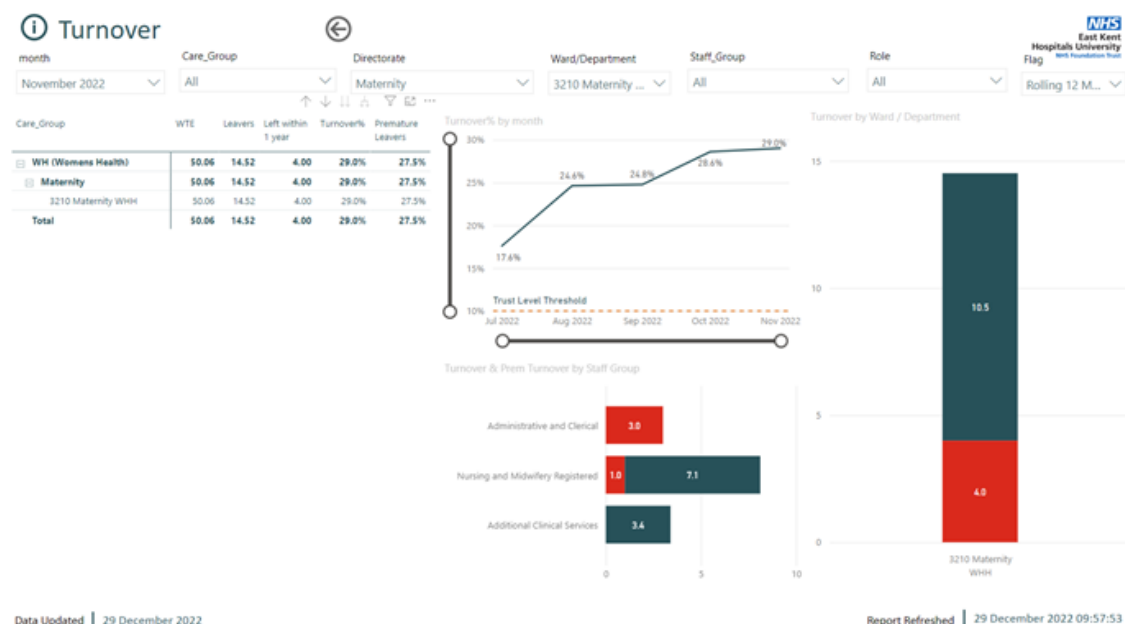 Turnover
NHS
East Kent
Hospitals University
NHS Foundation Trust
month
Care_Group
Directorate
Ward/Department
Staff_Group
Role
Flag
November 2022
All
Maternity
3210 Maternity ...
All
All
Rolling 12 M...
Care_Group WTE Leavers Left within 1 year Turnover% Premature Leavers
WH (Womens Health) 50.06 14.52 4.00 29.0% 27.5%
Maternity 50.06 14.52 4.00 29.0% 27.5%
3210 Maternity WHH 50.06 14.52 4.00 29.0% 27.5%
Total 50.06 14.52 4.00 29.0% 27.5%
Turnover% by month
30%
25%
20%
15%
10%
17.6%
24.6%
24.8%
28.6%
29.0%
Trust Level Threshold
Jul 2022 Aug 2022 Sep 2022 Oct 2022 Nov 2022
Turnover & Prem Turnover by Staff Group
Administrative and Clerical 3.0
Nursing and Midwifery Registered 1.0 7.1
Additional Clinical Services 3.4
0 5 10
Turnover by Ward / Department
15
10
5
0
10.5
4.0
3210 Maternity
WHH
Data Updated 29 December 2022
Report Refreshed 29 December 2022 09:57:53